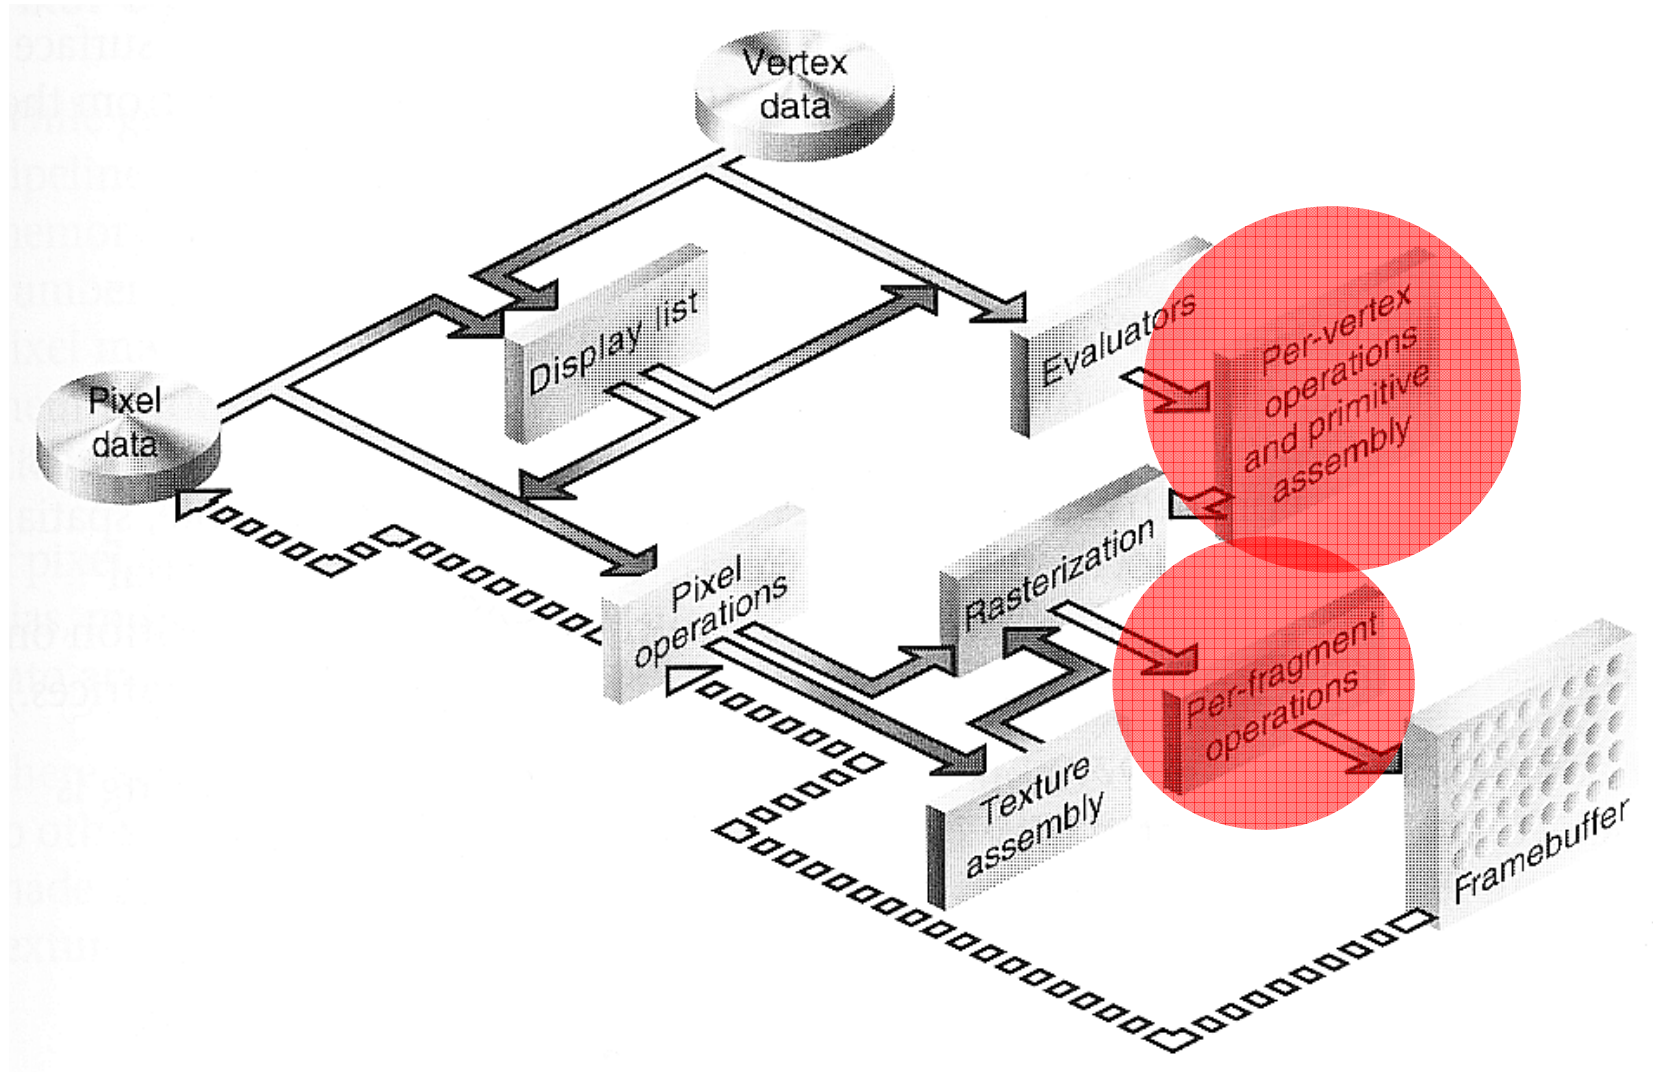 Vertex
data
Display list
Evaluators
Per-vertex
operations
and primitive
assembly
Pixel
data
Rasterization
Pixel
operations
Per-fragment
operations
Texture
assembly
Framebuffer